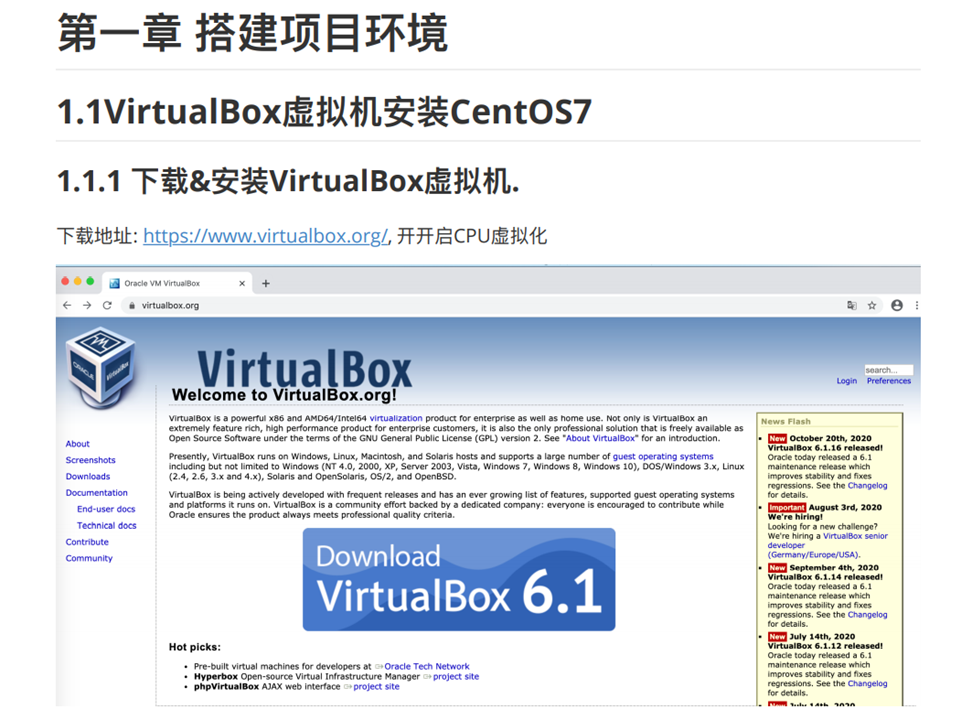 第一章 搭建项目环境
1.1VirtualBox虚拟机安装CentOS7
1.1.1 下载&安装VirtualBox虚拟机.
下载地址: https://www.virtualbox.org/, 开开启CPU虚拟化
Oracle VM VirtualBox
virtualbox.org
ORACLE
VirtualBox
VirtualBox
search...
Login Preferences
Welcome to VirtualBox.org!
About
Screenshots
Downloads
Documentation
End-user docs
Technical docs
Contribute
Community
VirtualBox is a powerful x86 and AMD64/Intel64 virtualization product for enterprise as well as home use. Not only is VirtualBox an
extremely feature rich, high performance product for enterprise customers, it is also the only professional solution that is freely available as
Open Source Software under the terms of the GNU General Public License (GPL) version 2. See "About VirtualBox" for an introduction.
Presently, VirtualBox runs on Windows, Linux, Macintosh, and Solaris hosts and supports a large number of guest operating systems
including but not limited to Windows (NT 4.0, 2000, XP, Server 2003, Vista, Windows 7, Windows 8, Windows 10), DOS/Windows 3.x, Linux
(2.4, 2.6, 3.x and 4.x), Solaris and OpenSolaris, OS/2, and OpenBSD.
VirtualBox is being actively developed with frequent releases and has an ever growing list of features, supported guest operating systems
and platforms it runs on. VirtualBox is a community effort backed by a dedicated company: everyone is encouraged to contribute while
Oracle ensures the product always meets professional quality criteria.
Download
VirtualBox 6.1
Hot picks:
Pre-built virtual machines for developers at Oracle Tech Network
Hyperbox Open-source Virtual Infrastructure Manager project site
phpVirtualBox AJAX web interface project site
News Flash
New October 20th, 2020
VirtualBox 6.1.16 released!
Oracle today released a 6.1
maintenance release which
improves stability and fixes
regressions. See the Changelog
for details.
Important August 3rd, 2020
We're hiring!
Looking for a new challenge?
We're hiring a VirtualBox senior
developer
(Germany/Europe/USA).
New September 4th, 2020
VirtualBox 6.1.14 released!
Oracle today released a 6.1
maintenance release which
improves stability and fixes
regressions. See the Changelog
for details.
New July 14th, 2020
VirtualBox 6.1.12 released!
Oracle today released a 6.1
maintenance release which
improves stability and fixes
regressions. See the Changelog
for details.
New July 14th, 2020